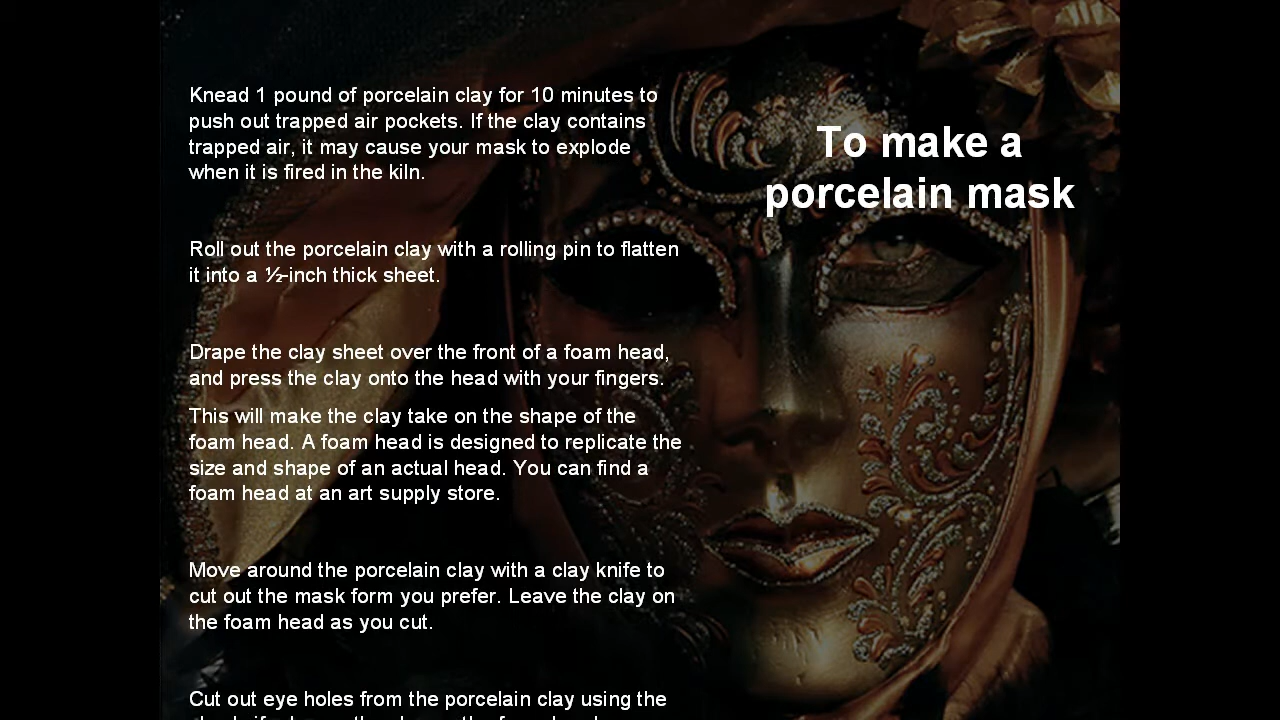 To make a
porcelain mask
Knead 1 pound of porcelain clay for 10 minutes to
push out trapped air pockets. If the clay contains
trapped air, it may cause your mask to explode
when it is fired in the kiln.
Roll out the porcelain clay with a rolling pin to flatten
it into a ½-inch thick sheet.
Drape the clay sheet over the front of a foam head,
and press the clay onto the head with your fingers.
This will make the clay take on the shape of the
foam head. A foam head is designed to replicate the
size and shape of an actual head. You can find a
foam head at an art supply store.
Move around the porcelain clay with a clay knife to
cut out the mask form you prefer. Leave the clay on
the foam head as you cut.
Cut out eye holes from the porcelain clay using the